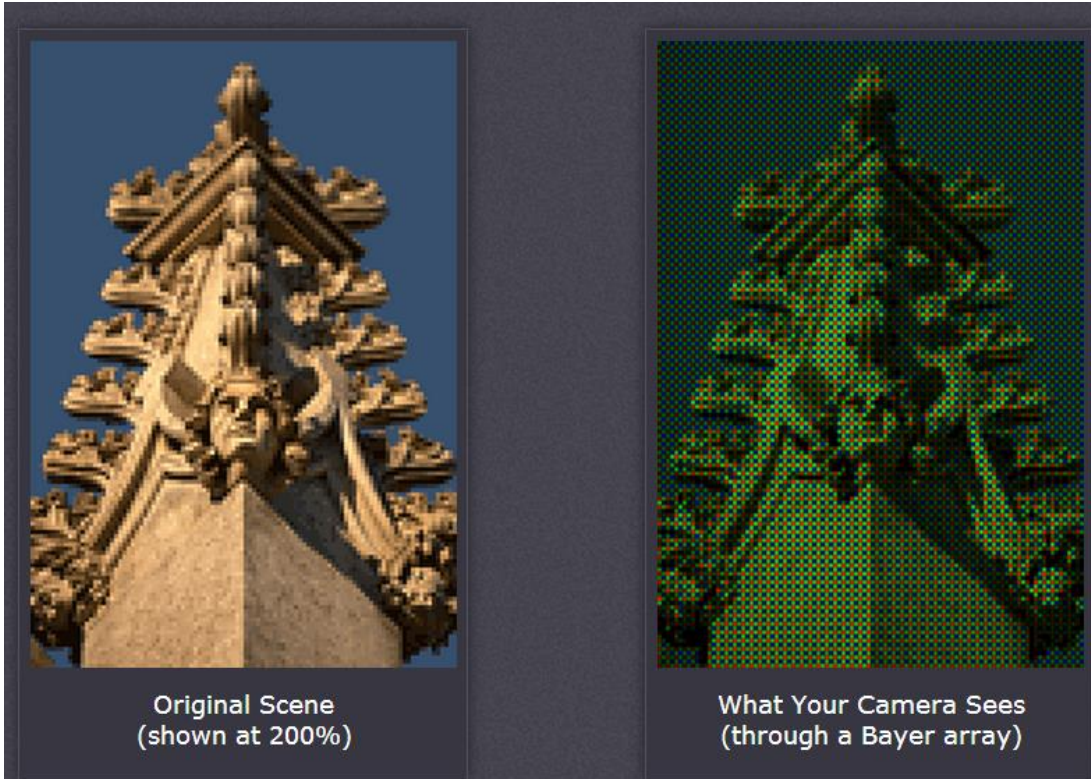 Original Scene
(shown at 200%)
What Your Camera Sees
(through a Bayer array)